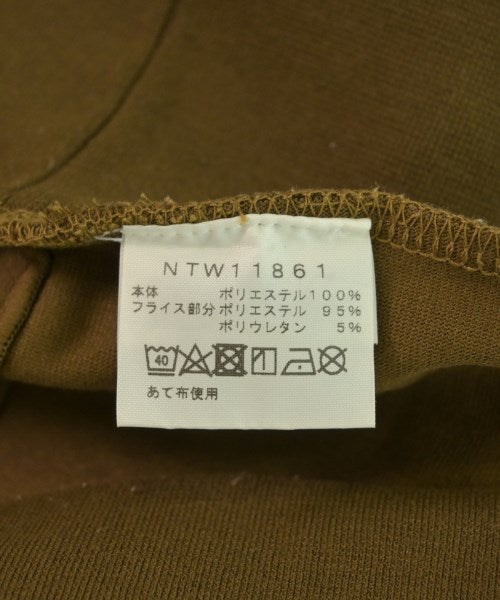 NTW11861
本体 ポリエステル100%
フライス部分 ポリエステル 95%
ポリウレタン 5%
40
あて布使用